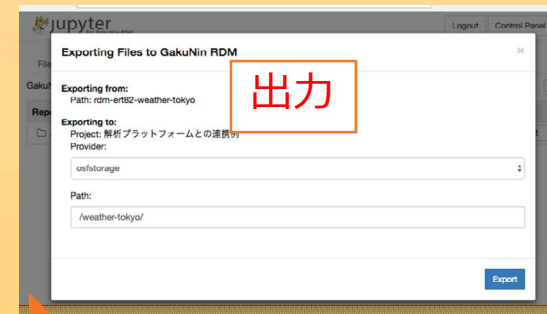 jupyter
Logout Control Panel
Exporting Files to GakuNin RDM
×
File
Exporting from:
Path: rdm-ert82-weather-tokyo
出力
Exporting to:
Project: 解析プラットフォームとの連携例
Provider:
osfstorage
Path:
/weather-tokyo/
Export